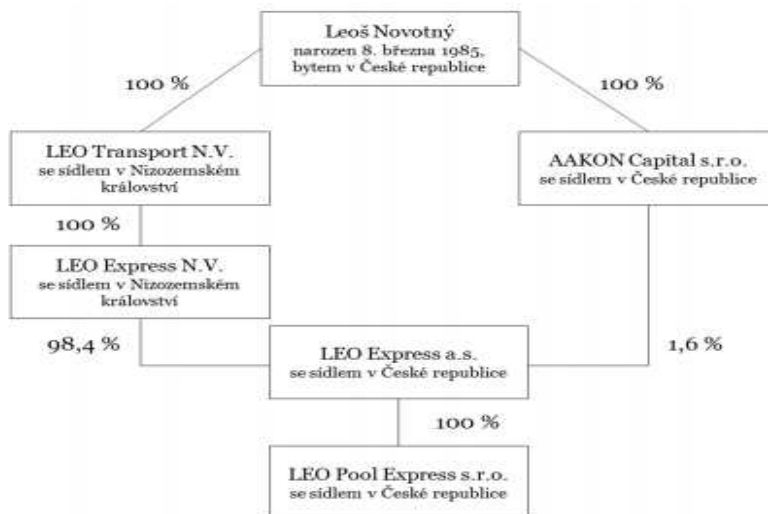 Leoš Novotný
narozen 8. března 1985,
bytem v České republice
100 %
100 %
LEO Transport N.V.
se sídlem v Nizozemském
království
AAKON Capital s.r.o.
se sídlem v České republice
100 %
LEO Express N.V.
se sídlem v Nizozemském
království
98,4 %
LEO Express a.s.
se sídlem v České republice
1,6 %
100 %
LEO Pool Express s.r.o.
se sídlem v České republice